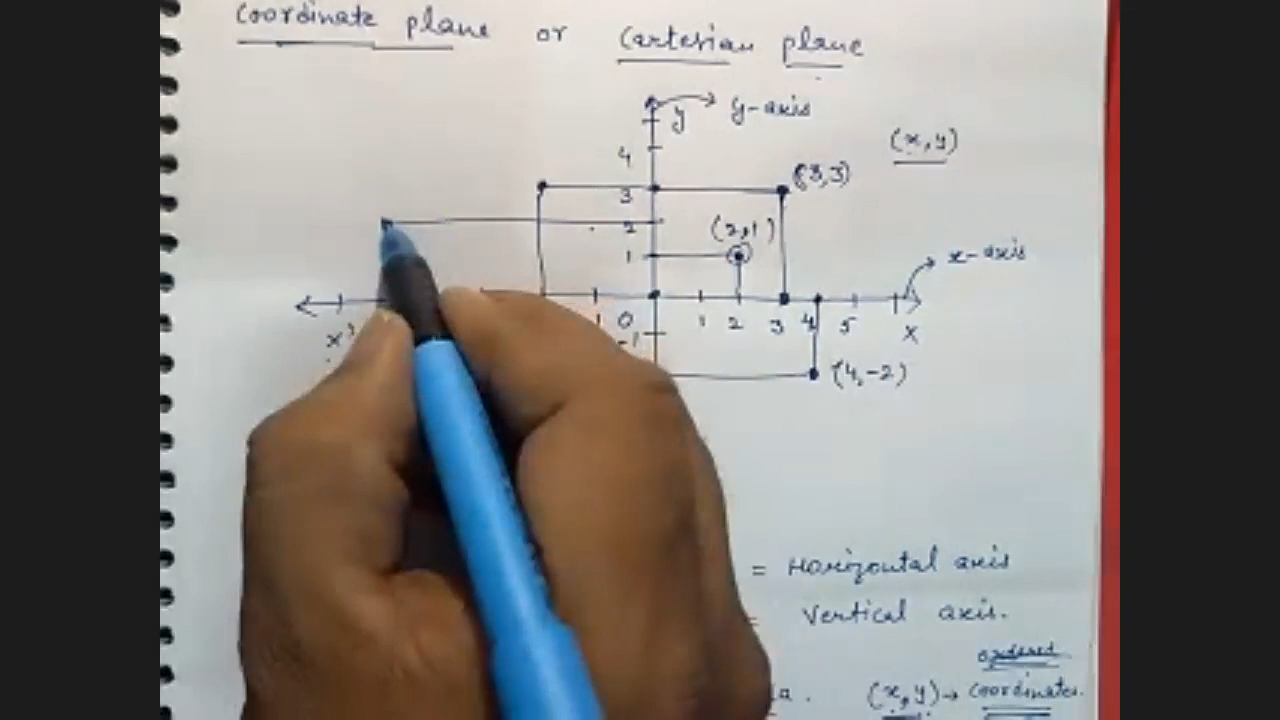 Coordinate plane or Cartesian plane
y y-axis
(x,y)
4
3 (3,3)
2 (2,1)
1
x-axis
1 0 1 2 3 4 5 x
x' -1
(4,-2)
= Horizontal axis
= Vertical axis.
ordered
(x,y)→ Coordinates.